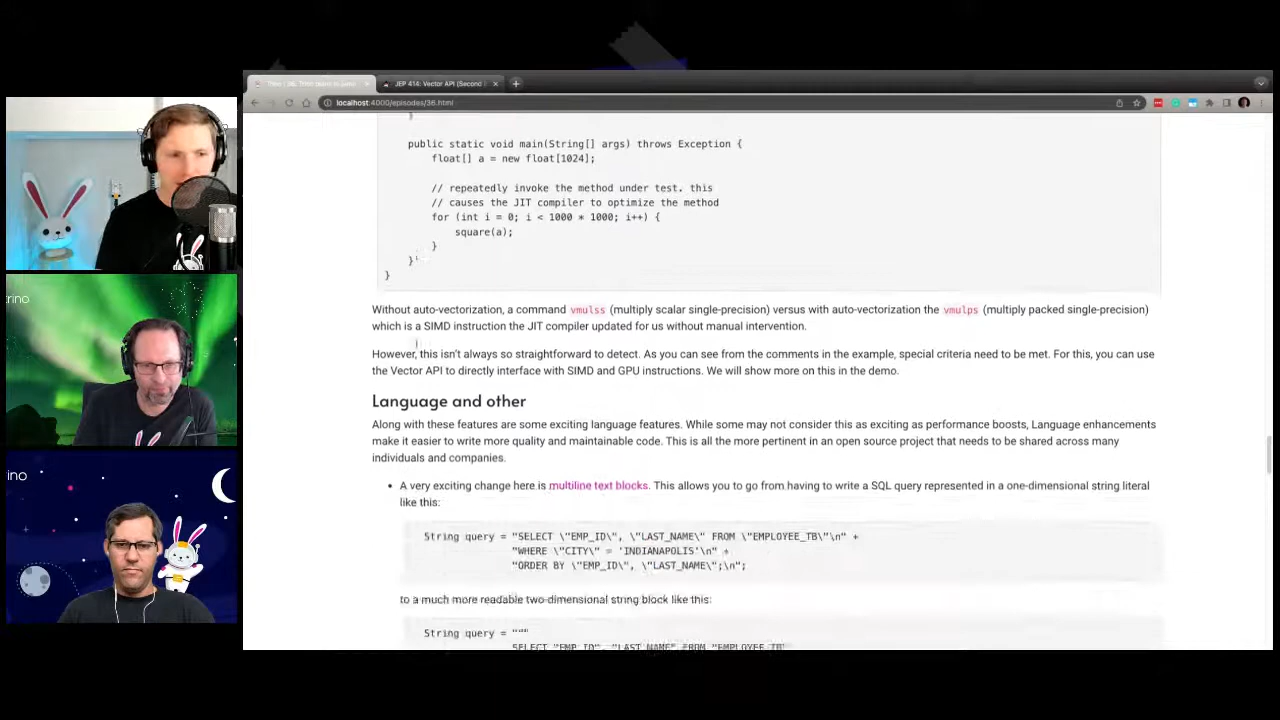 JEP 414: Vector API (Second
localhost:4000/episodes/36.html
}
public static void main(String[] args) throws Exception {
float[] a = new float[1024];
// repeatedly invoke the method under test. this
// causes the JIT compiler to optimize the method
for (int i = 0; i < 1000 * 1000; i++) {
square(a);
}
}
}
Without auto-vectorization, a command vmulss (multiply scalar single-precision) versus with auto-vectorization the vmulps (multiply packed single-precision)
which is a SIMD instruction the JIT compiler updated for us without manual intervention.
However, this isn't always so straightforward to detect. As you can see from the comments in the example, special criteria need to be met. For this, you can use
the Vector API to directly interface with SIMD and GPU instructions. We will show more on this in the demo.
Language and other
Along with these features are some exciting language features. While some may not consider this as exciting as performance boosts, Language enhancements
make it easier to write more quality and maintainable code. This is all the more pertinent in an open source project that needs to be shared across many
individuals and companies.
• A very exciting change here is multiline text blocks. This allows you to go from having to write a SQL query represented in a one-dimensional string literal
like this:
String query = "SELECT \"EMP_ID\", \"LAST_NAME\" FROM \"EMPLOYEE_TB\"\n" +
"WHERE \"CITY\" = 'INDIANAPOLIS'\n" +
"ORDER BY \"EMP_ID\", \"LAST_NAME\";\n";
to a much more readable two-dimensional string block like this:
String query = """
SELECT "EMP_ID", "LAST_NAME" FROM "EMPLOYEE_TB"
rino
ino